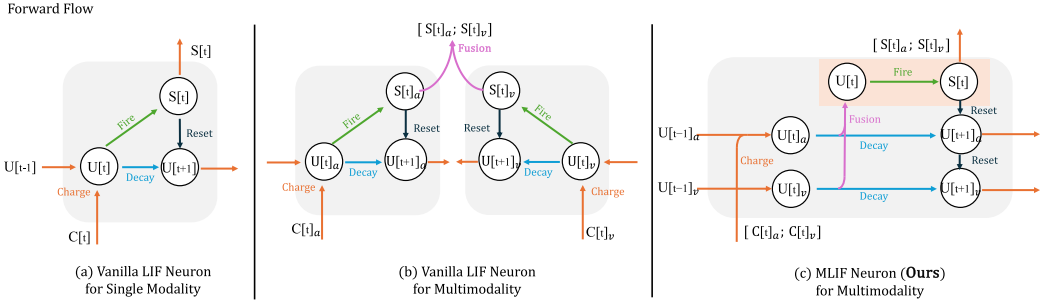 Forward Flow
S[t]
S[t]
Fire
Reset
U[t-1]
U[t]
Decay
U[t+1]
Charge
C[t]
(a) Vanilla LIF Neuron
for Single Modality
[ S[t]a ; S[t]v ]
Fusion
S[t]a
S[t]v
Fire
Reset
Reset
Fire
U[t]a
Decay
U[t+1]a
U[t+1]v
Decay
U[t]v
Charge
Charge
C[t]a
C[t]v
(b) Vanilla LIF Neuron
for Multimodality
[ S[t]a ; S[t]v ]
U[t]
Fire
S[t]
Reset
Fusion
U[t−1]a
U[t]a
Decay
U[t+1]a
Charge
Reset
U[t−1]v
U[t]v
Decay
U[t+1]v
[ C[t]a ; C[t]v ]
(c) MLIF Neuron (Ours)
for Multimodality